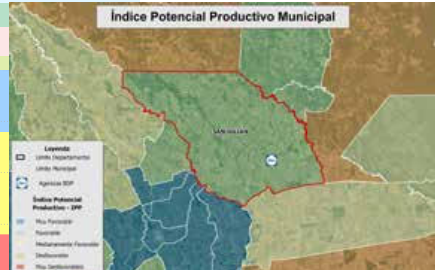 Índice Potencial Productivo Municipal
SAN JULIAN
Leyenda
Límite Departamental
Límite Municipal
Agencias BDP
Índice Potencial
Productivo - IPP
Muy Favorable
Favorable
Medianamente Favorable
Desfavorable
Muy Desfavorable